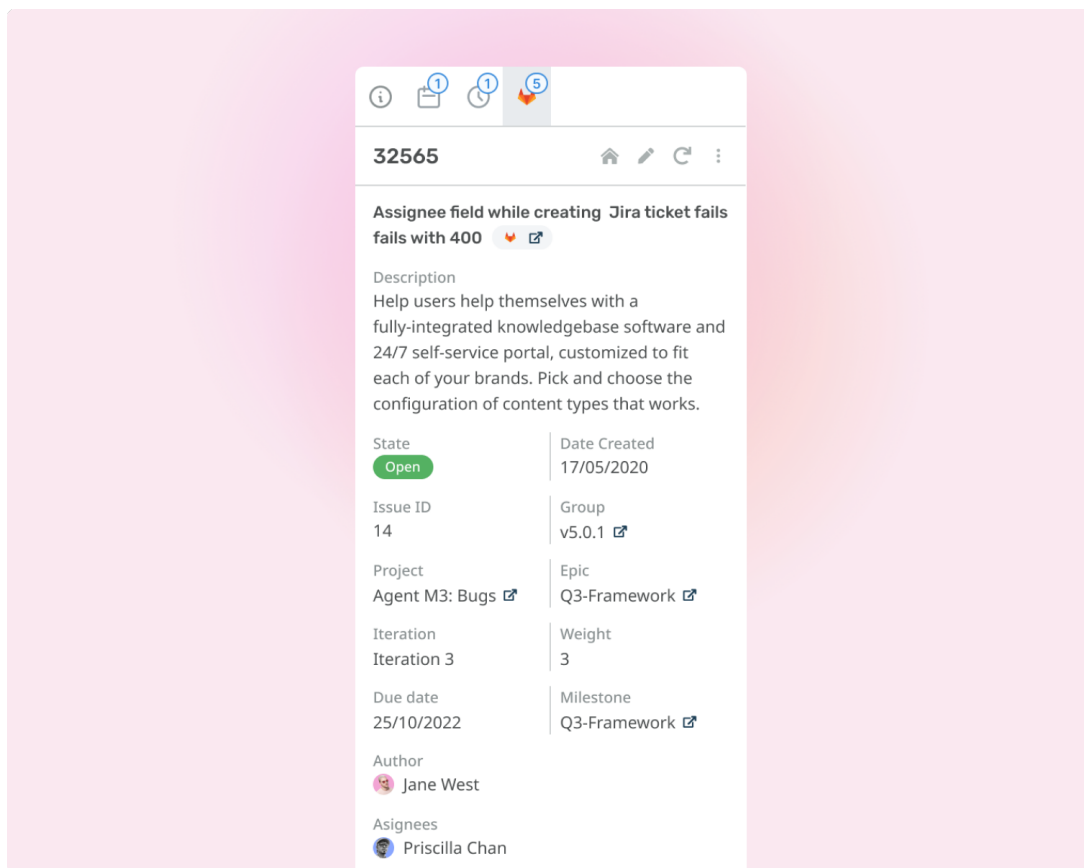 1
1
5
32565
Assignee field while creating Jira ticket fails
fails with 400
Description
Help users help themselves with a
fully-integrated knowledgebase software and
24/7 self-service portal, customized to fit
each of your brands. Pick and choose the
configuration of content types that works.
State
Open
Date Created
17/05/2020
Issue ID
14
Group
v5.0.1
Project
Agent M3: Bugs
Epic
Q3-Framework
Iteration
Iteration 3
Weight
3
Due date
25/10/2022
Milestone
Q3-Framework
Author
Jane West
Asignees
Priscilla Chan